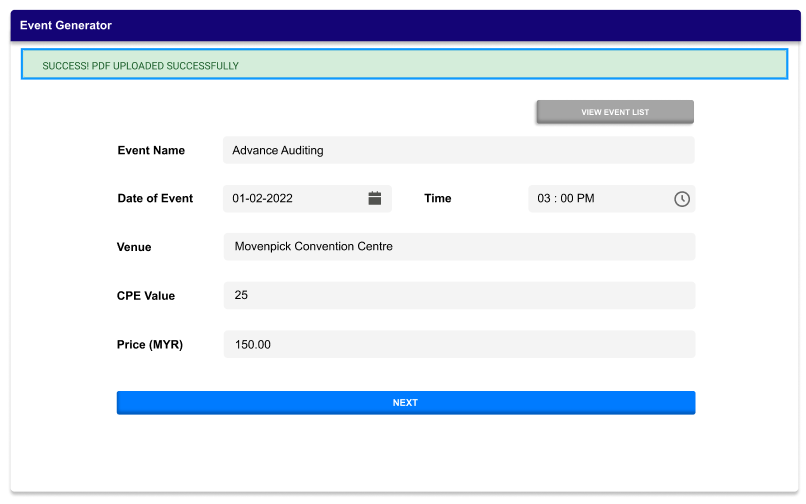 Event Generator
SUCCESS! PDF UPLOADED SUCCESSFULLY
VIEW EVENT LIST
Event Name Advance Auditing
Date of Event 01-02-2022 Time 03 : 00 PM
Venue Movenpick Convention Centre
CPE Value 25
Price (MYR) 150.00
NEXT